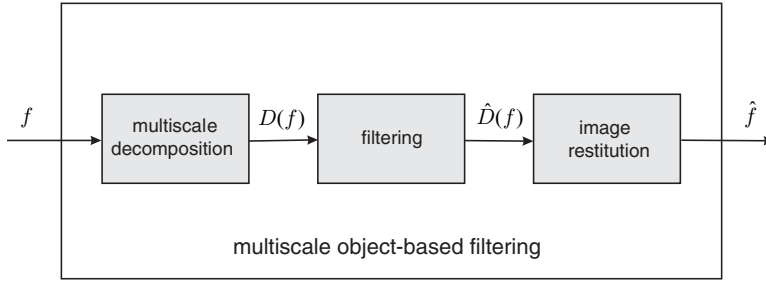 f
multiscale
decomposition
D(f)
filtering
D̂(f)
image
restitution
f̂
multiscale object-based filtering